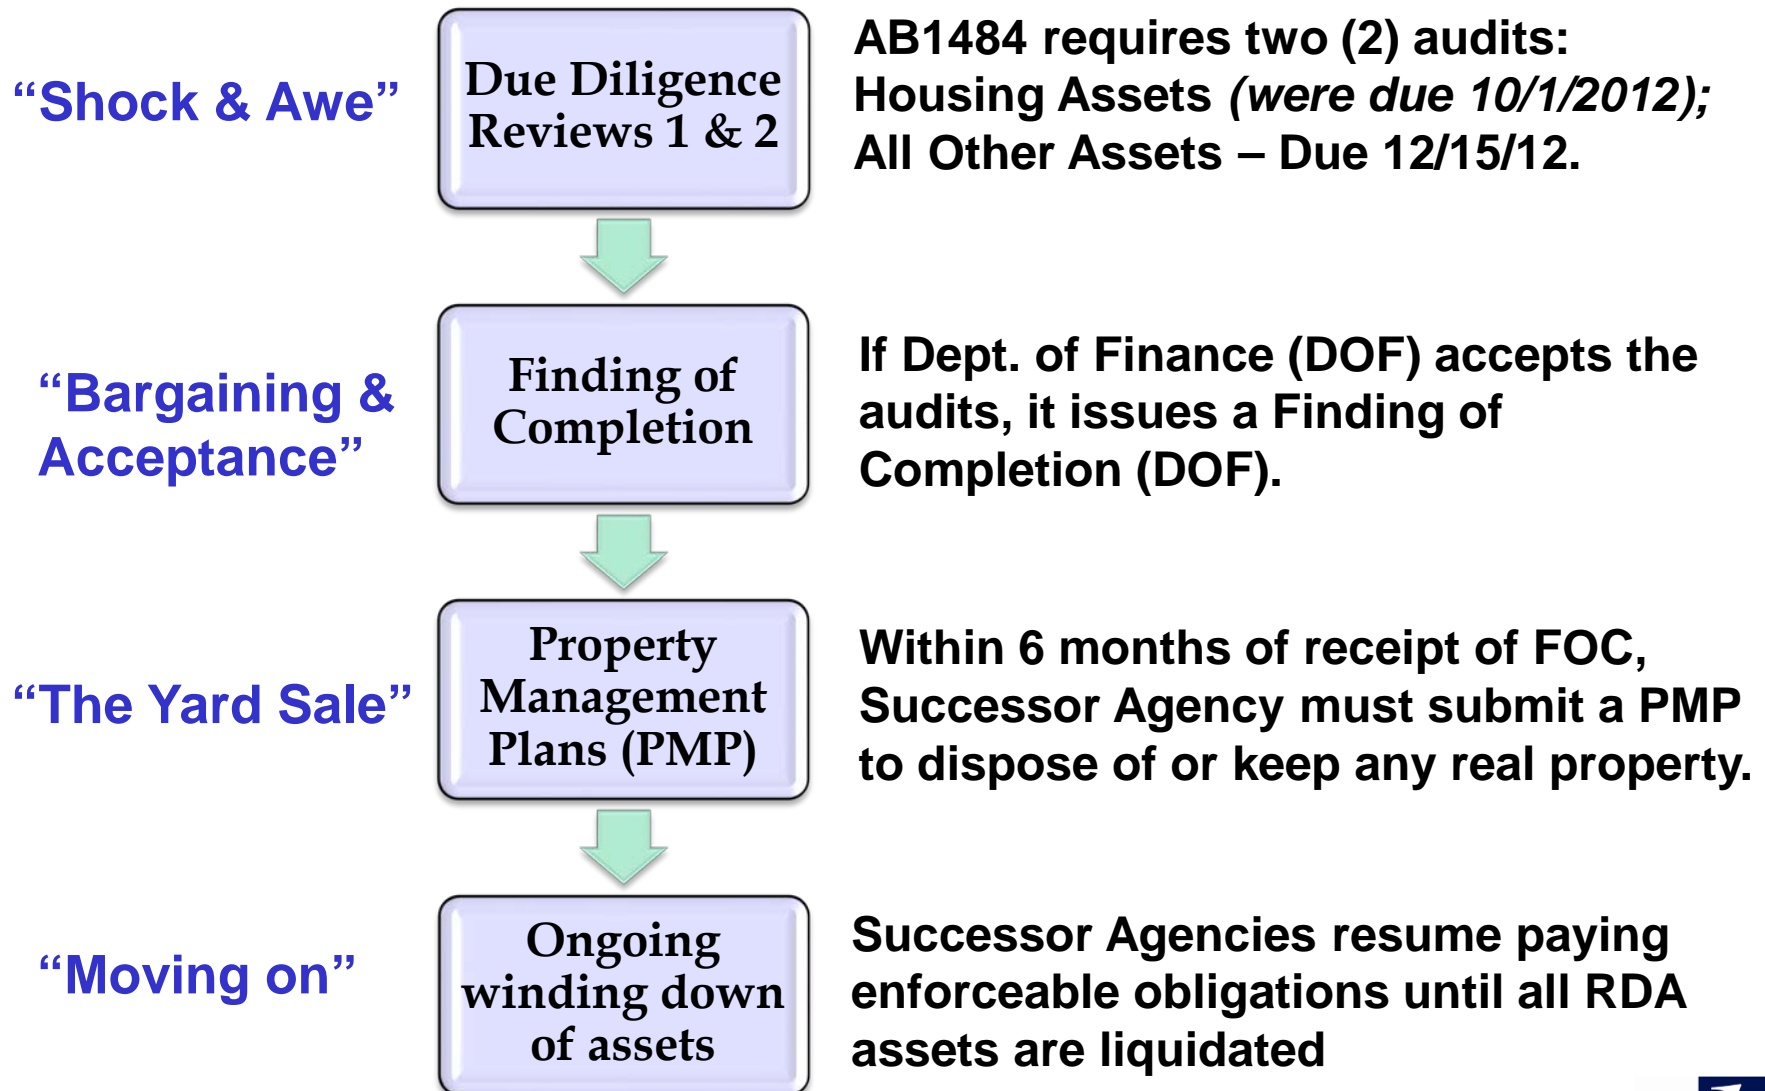 “Shock & Awe”
Due Diligence
Reviews 1 & 2
AB1484 requires two (2) audits:
Housing Assets (were due 10/1/2012);
All Other Assets – Due 12/15/12.
“Bargaining &
Acceptance”
Finding of
Completion
If Dept. of Finance (DOF) accepts the
audits, it issues a Finding of
Completion (DOF).
“The Yard Sale”
Property
Management
Plans (PMP)
Within 6 months of receipt of FOC,
Successor Agency must submit a PMP
to dispose of or keep any real property.
“Moving on”
Ongoing
winding down
of assets
Successor Agencies resume paying
enforceable obligations until all RDA
assets are liquidated